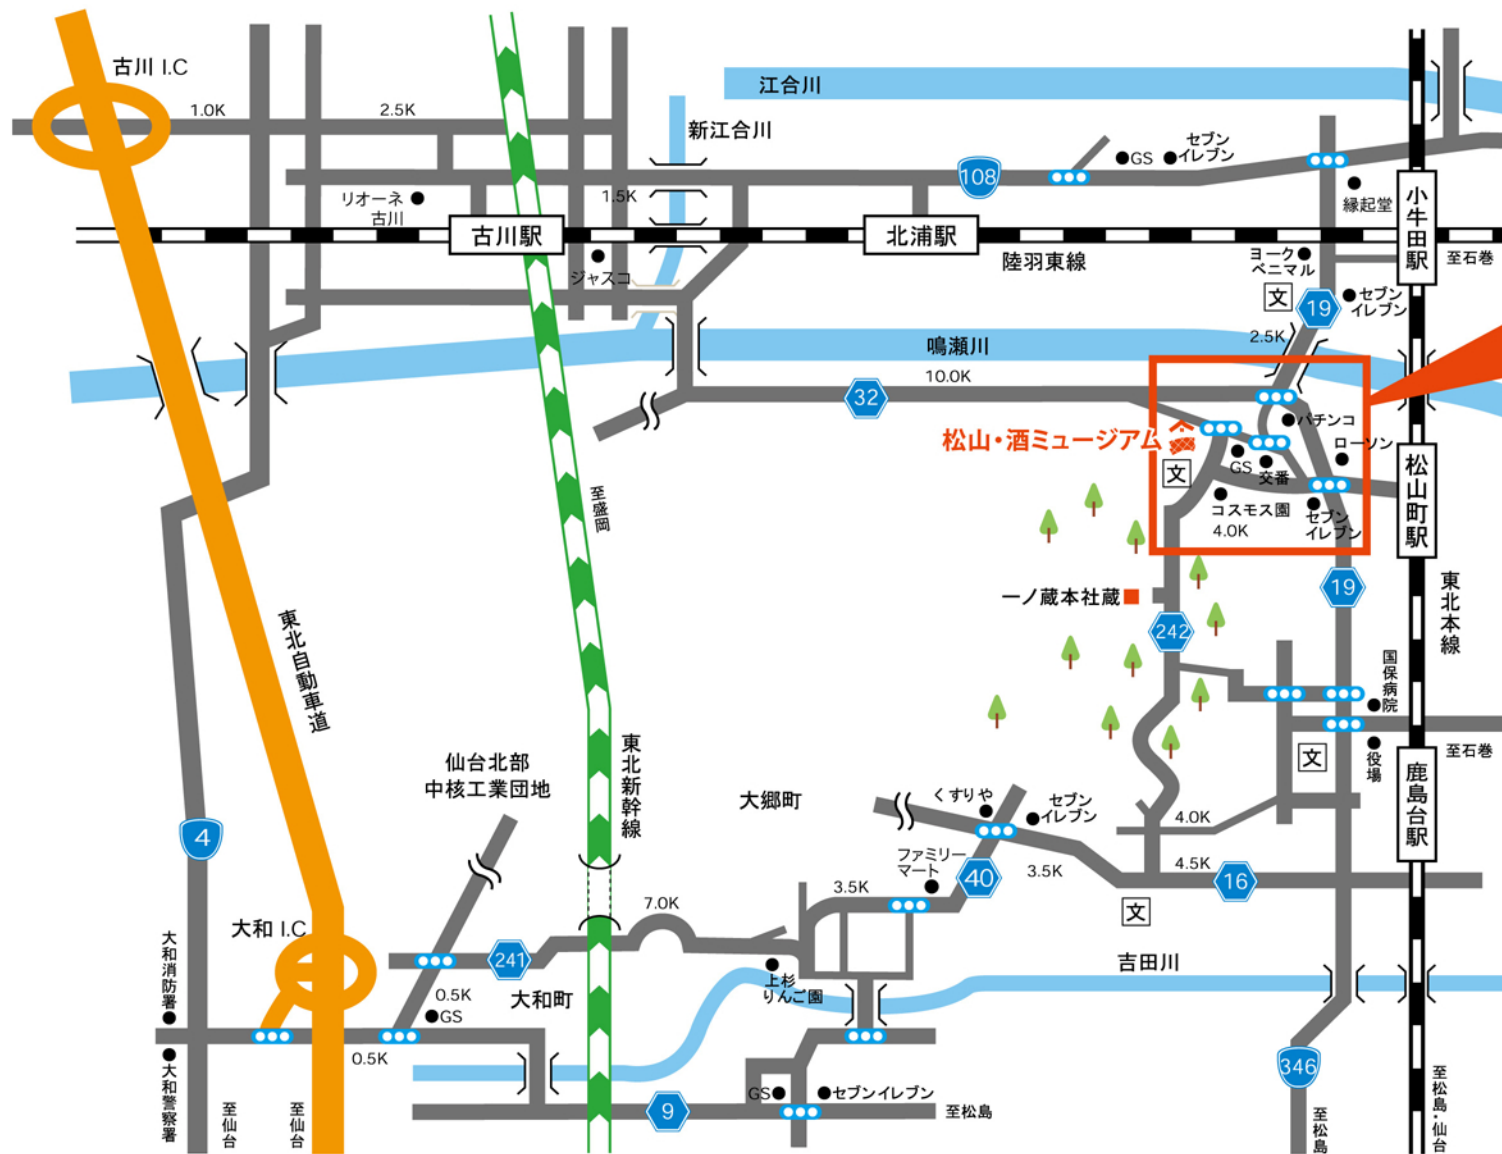 古川 I.C
1.0K
2.5K
江合川
新江合川
GS
セブン
イレブン
108
リオーネ
古川
1.5K
縁起堂
小牛田駅
古川駅
北浦駅
陸羽東線
ヨーク
ベニマル
至石巻
ジャスコ
文
19
セブン
イレブン
2.5K
鳴瀬川
10.0K
32
パチンコ
松山・酒ミュージアム
ローソン
文
GS
交番
コスモス園
4.0K
セブン
イレブン
松山町駅
至盛岡
一ノ蔵本社蔵
242
19
東北本線
東北自動車道
国保病院
至石巻
文
役場
東北新幹線
仙台北部
中核工業団地
大郷町
くすりや
セブン
イレブン
4.0K
鹿島台駅
4
ファミリー
マート
40
3.5K
4.5K
16
3.5K
7.0K
文
大和 I.C
大和消防署
241
吉田川
上杉
りんご園
0.5K
大和町
GS
0.5K
346
大和警察署
至仙台
至仙台
GS
セブンイレブン
9
至松島
至松島
至松島・仙台